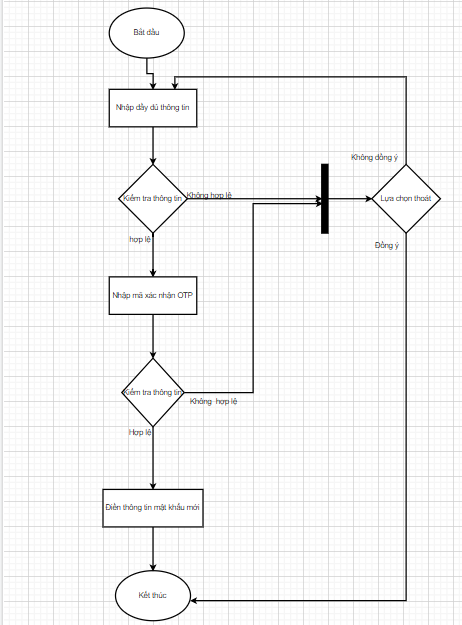 Bắt đầu
Nhập đầy đủ thông tin
Không đồng ý
Kiểm tra thông tin
Không hợp lệ
Lựa chọn thoát
hợp lệ
Đồng ý
Nhập mã xác nhận OTP
Kiểm tra thông tin
Không hợp lệ
Hợp lệ
Điền thông tin mật khẩu mới
Kết thúc